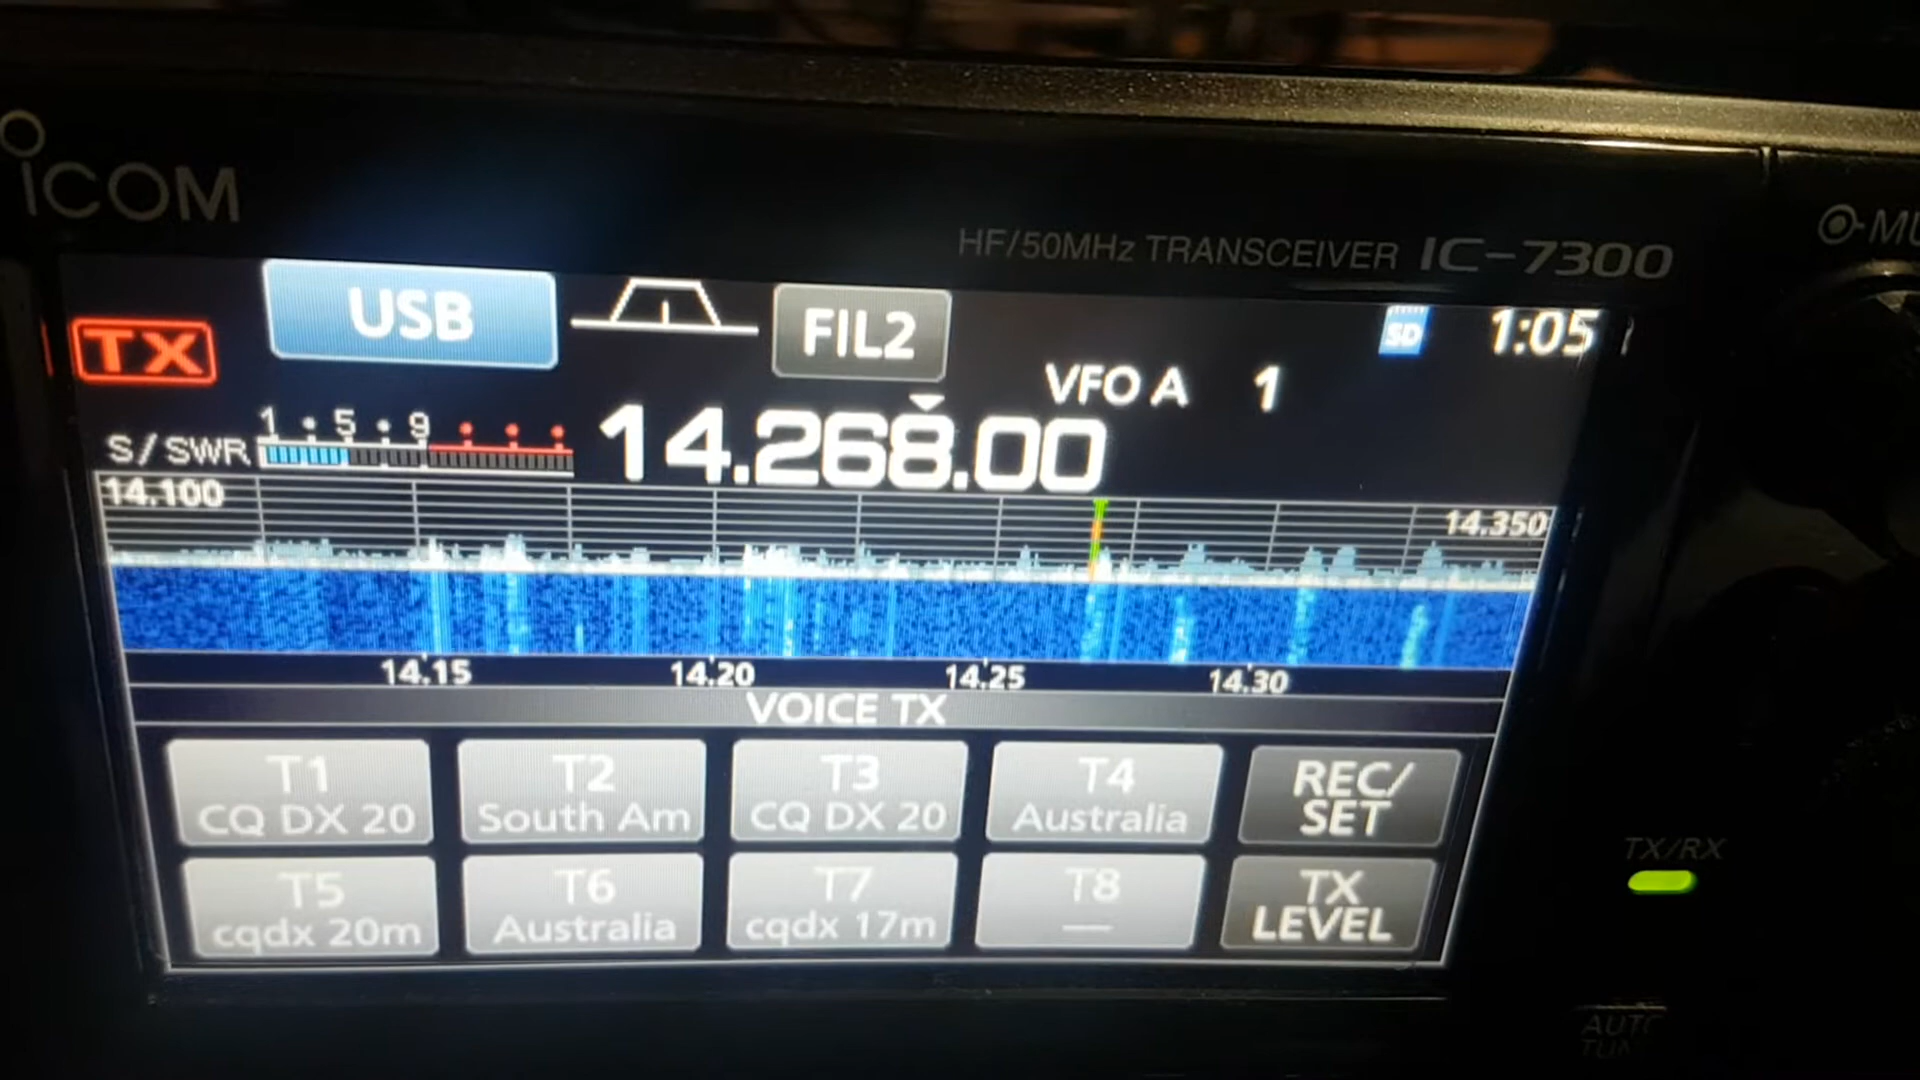 ICOM
HF/50MHz TRANSCEIVER IC-7300
TX
USB
FIL2
SD
1:05
VFO A 1
1 5 9
S/SWR
14.268.00
14.100
14.350
14.15 14.20 14.25 14.30
VOICE TX
T1
CQ DX 20
T2
South Am
T3
CQ DX 20
T4
Australia
REC/
SET
T5
cqdx 20m
T6
Australia
T7
cqdx 17m
T8
—
TX
LEVEL
TX/RX